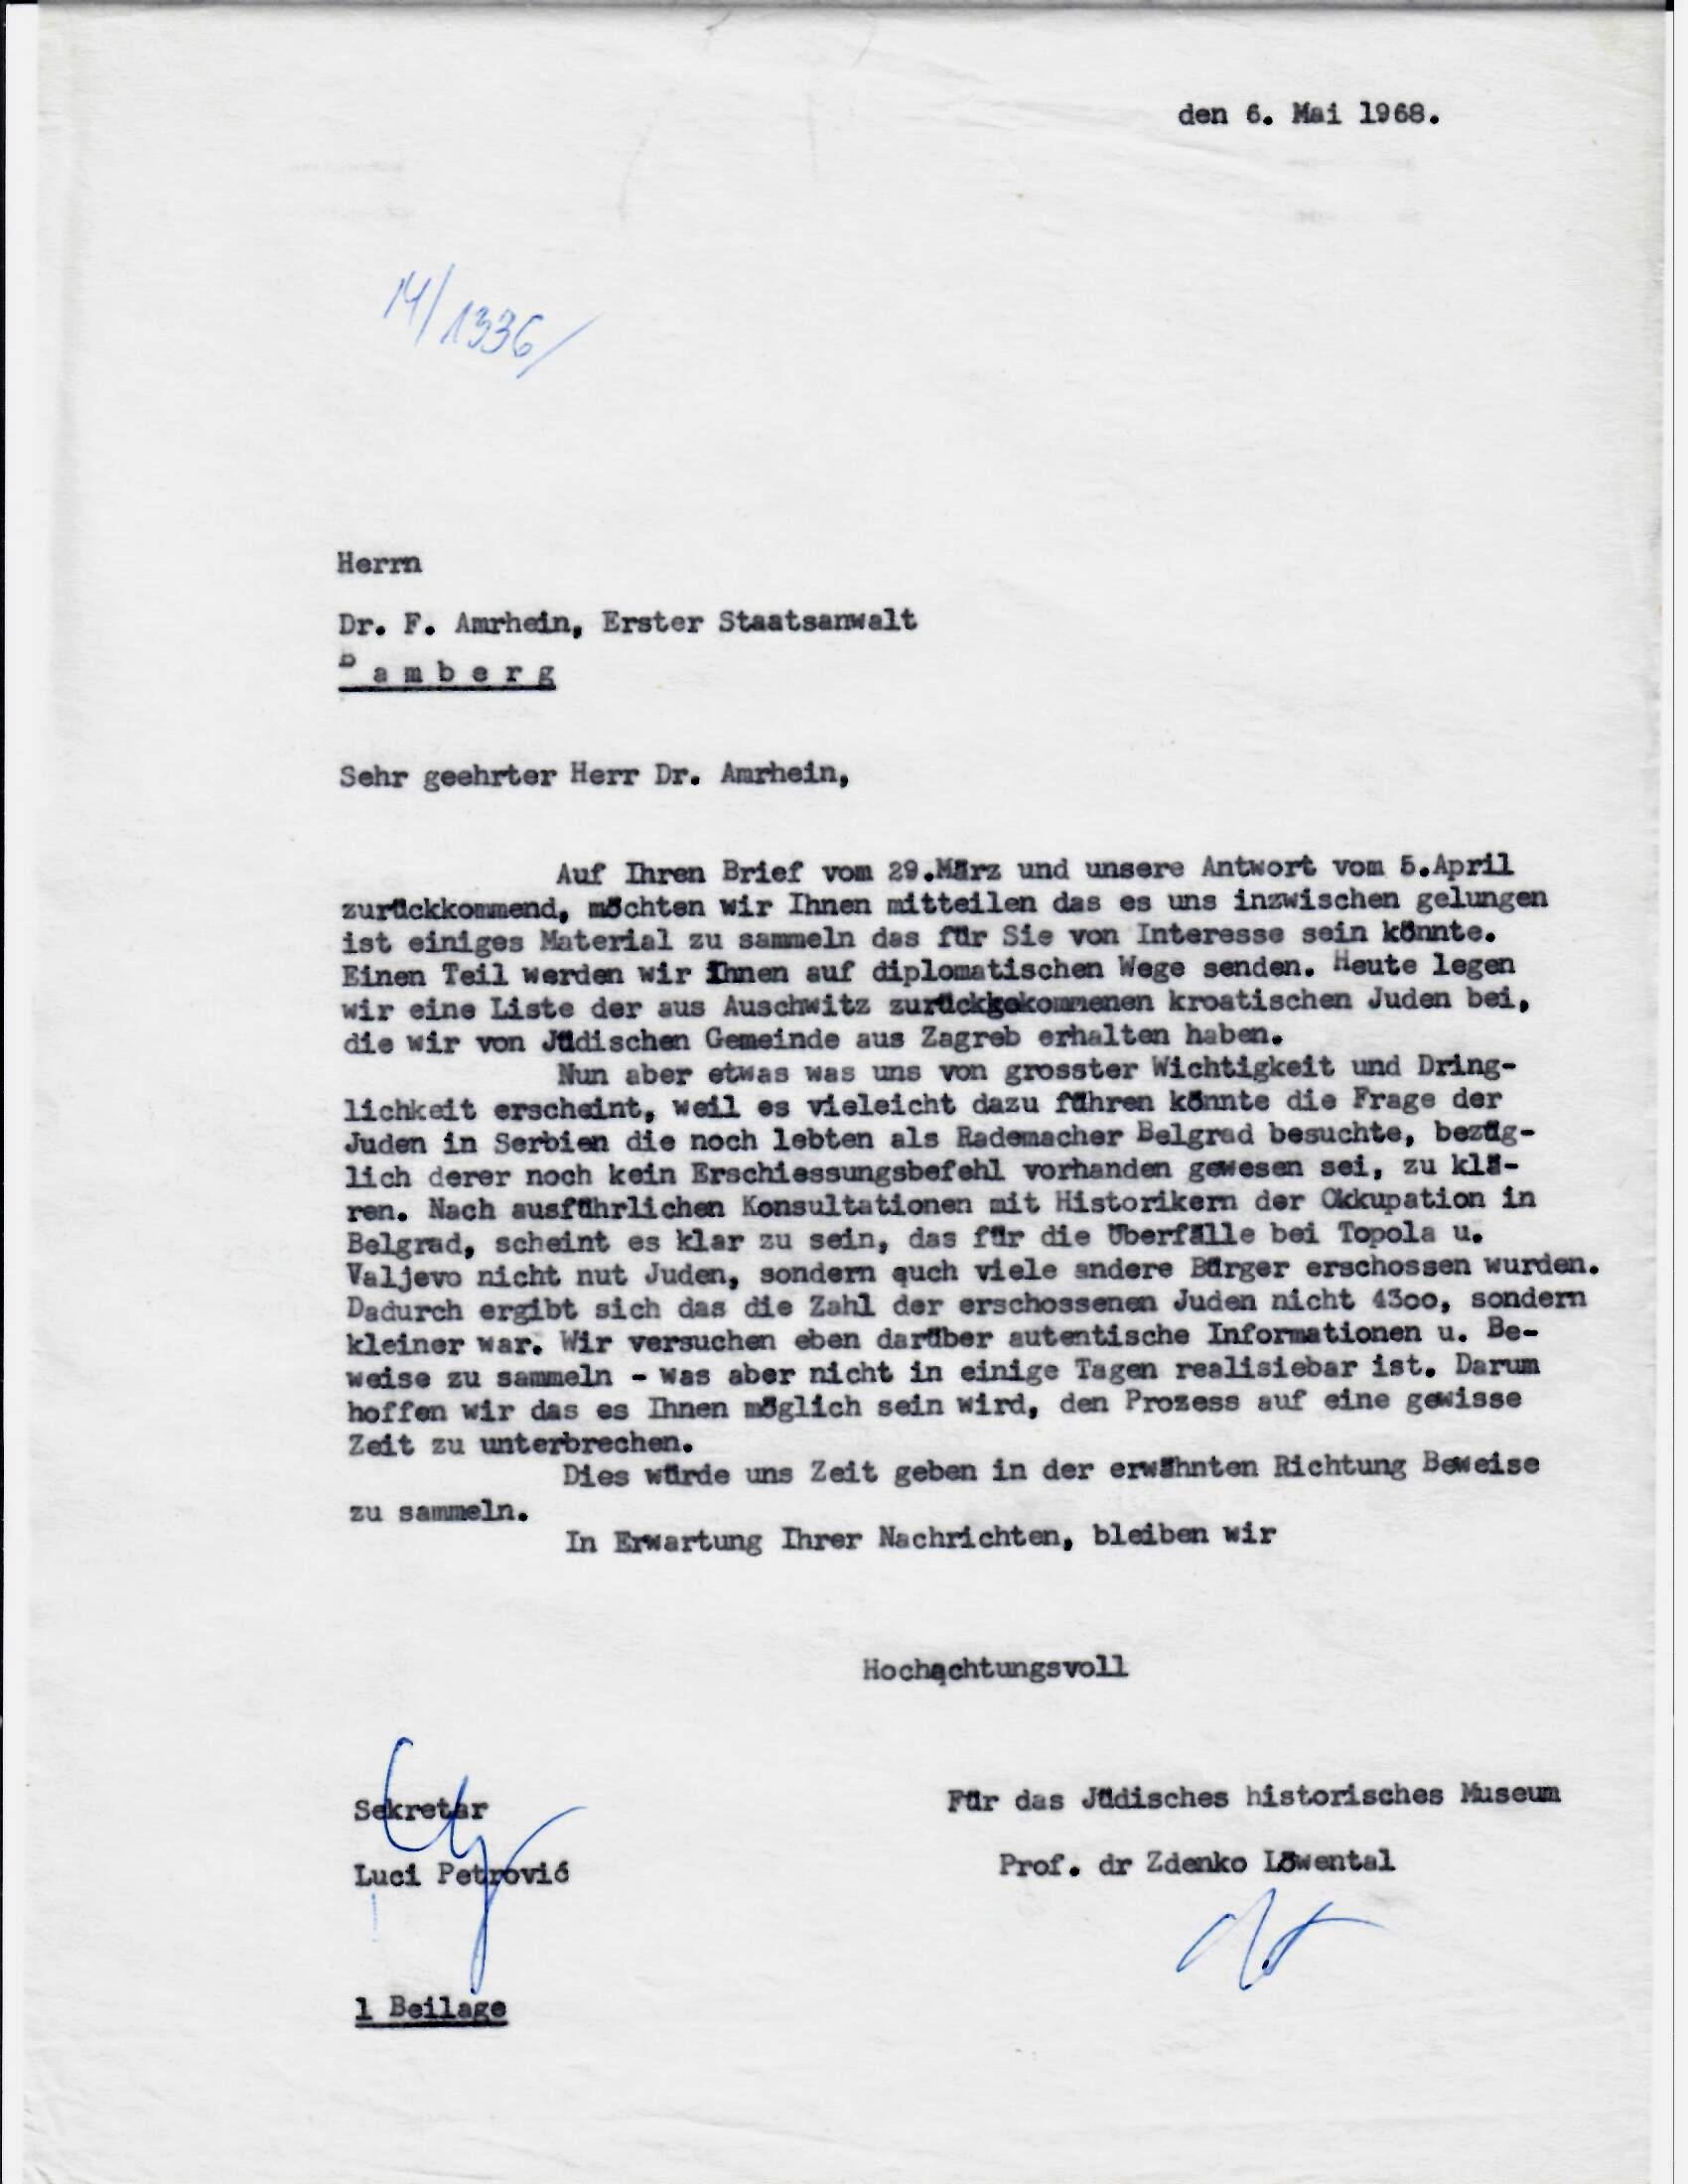 den 6. Mai 1968.
14/1336/
Herrn
Dr. F. Amrhein, Erster Staatsanwalt
B a m b e r g
Sehr geehrter Herr Dr. Amrhein,
Auf Ihren Brief vom 29.März und unsere Antwort vom 5.April
zurückkommend, möchten wir Ihnen mitteilen das es uns inzwischen gelungen
ist einiges Material zu sammeln das für Sie von Interesse sein könnte.
Einen Teil werden wir Ihnen auf diplomatischen Wege senden. Heute legen
wir eine Liste der aus Auschwitz zurückgekommenen kroatischen Juden bei,
die wir von Jüdischen Gemeinde aus Zagreb erhalten haben.
Nun aber etwas was uns von grosster Wichtigkeit und Dring-
lichkeit erscheint, weil es vieleicht dazu führen könnte die Frage der
Juden in Serbien die noch lebten als Rademacher Belgrad besuchte, bezüg-
lich derer noch kein Erschiessungsbefehl vorhanden gewesen sei, zu klä-
ren. Nach ausführlichen Konsultationen mit Historikern der Okkupation in
Belgrad, scheint es klar zu sein, das für die Überfälle bei Topola u.
Valjevo nicht nut Juden, sondern auch viele andere Bürger erschossen wurden.
Dadurch ergibt sich das die Zahl der erschossenen Juden nicht 43oo, sondern
kleiner war. Wir versuchen eben darüber autentische Informationen u. Be-
weise zu sammeln - was aber nicht in einige Tagen realisiebar ist. Darum
hoffen wir das es Ihnen möglich sein wird, den Prozess auf eine gewisse
Zeit zu unterbrechen.
Dies würde uns Zeit geben in der erwähnten Richtung Beweise
zu sammeln.
In Erwartung Ihrer Nachrichten, bleiben wir
Hochachtungsvoll
Sekretar
Luci Petrović
Für das Jüdisches historisches Museum
Prof. dr Zdenko Löwental
1 Beilage